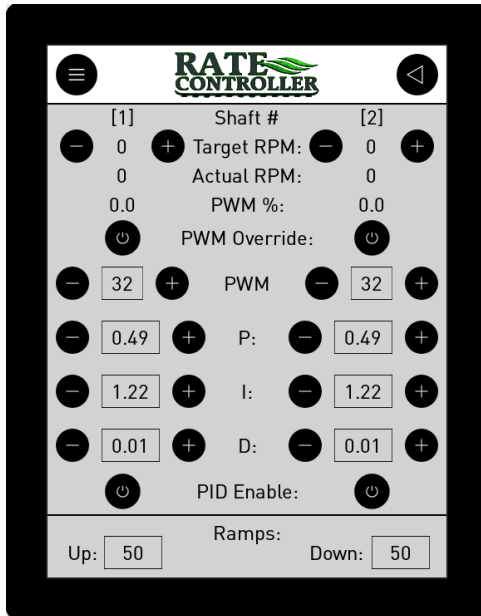 RATE
CONTROLLER
[1] Shaft # [2]
0 Target RPM: 0
0 Actual RPM: 0
0.0 PWM %: 0.0
PWM Override:
32 PWM 32
0.49 P: 0.49
1.22 I: 1.22
0.01 D: 0.01
PID Enable:
Ramps:
Up: 50 Down: 50